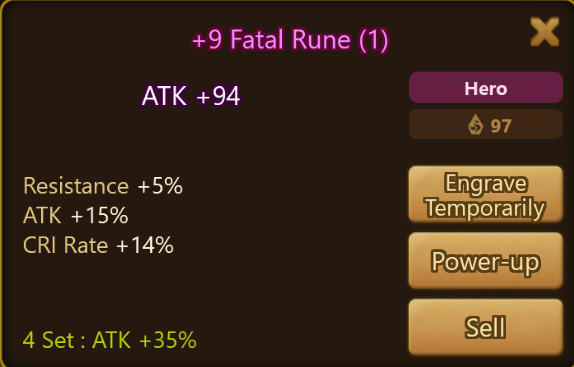 +9 Fatal Rune (1)
ATK +94
Hero
97
Resistance +5%
ATK +15%
CRI Rate +14%
Engrave
Temporarily
Power-up
Sell
4 Set : ATK +35%